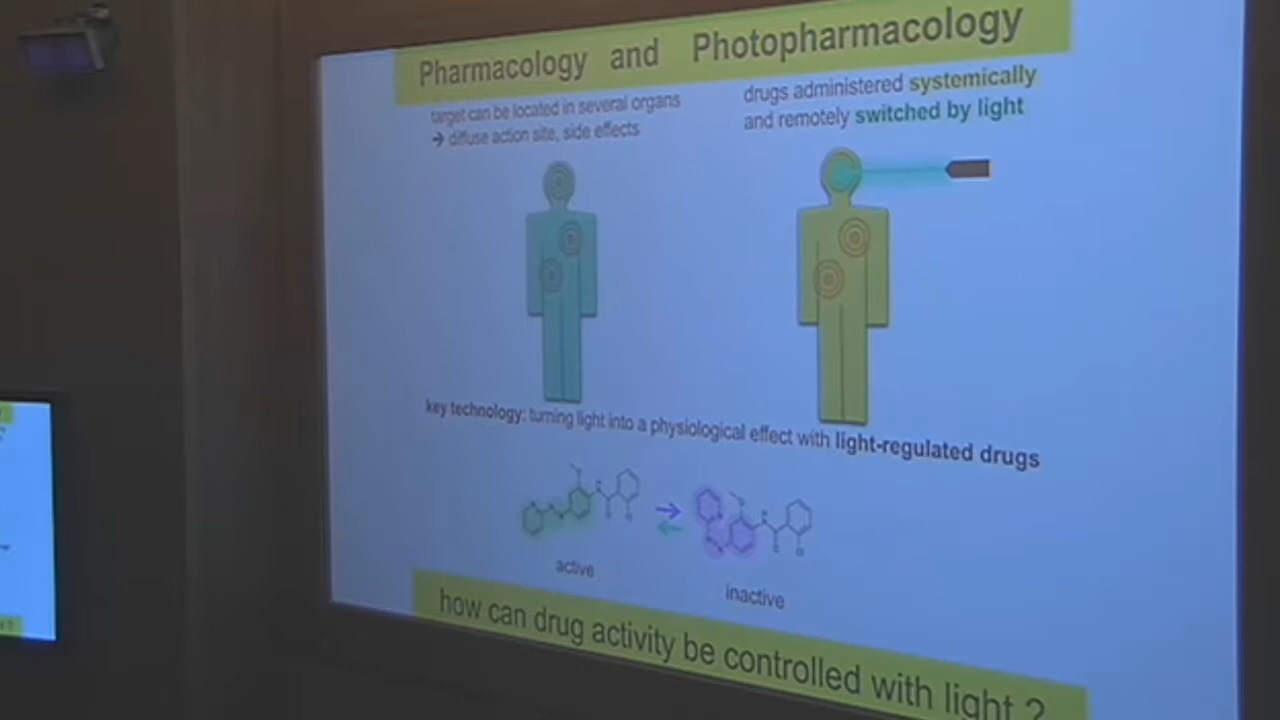 Pharmacology and Photopharmacology
target can be located in several organs
→ diffuse action site, side effects
drugs administered systemically
and remotely switched by light
key technology: turning light into a physiological effect with light-regulated drugs
active
inactive
how can drug activity be controlled with light ?